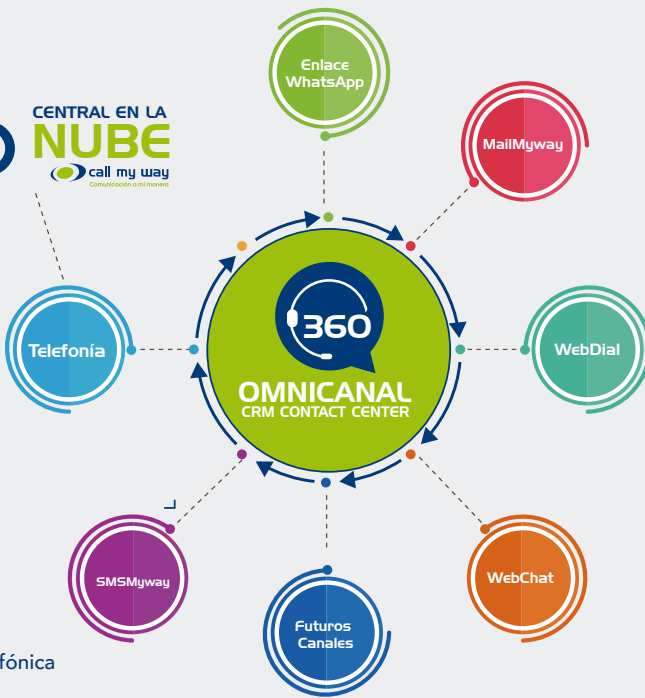 Enlace
WhatsApp
CENTRAL EN LA
NUBE
call my way
Comunicación a mi manera
MailMyway
360
Telefonía
WebDial
OMNICANAL
CRM CONTACT CENTER
SMSMyway
WebChat
Futuros
Canales
fónica